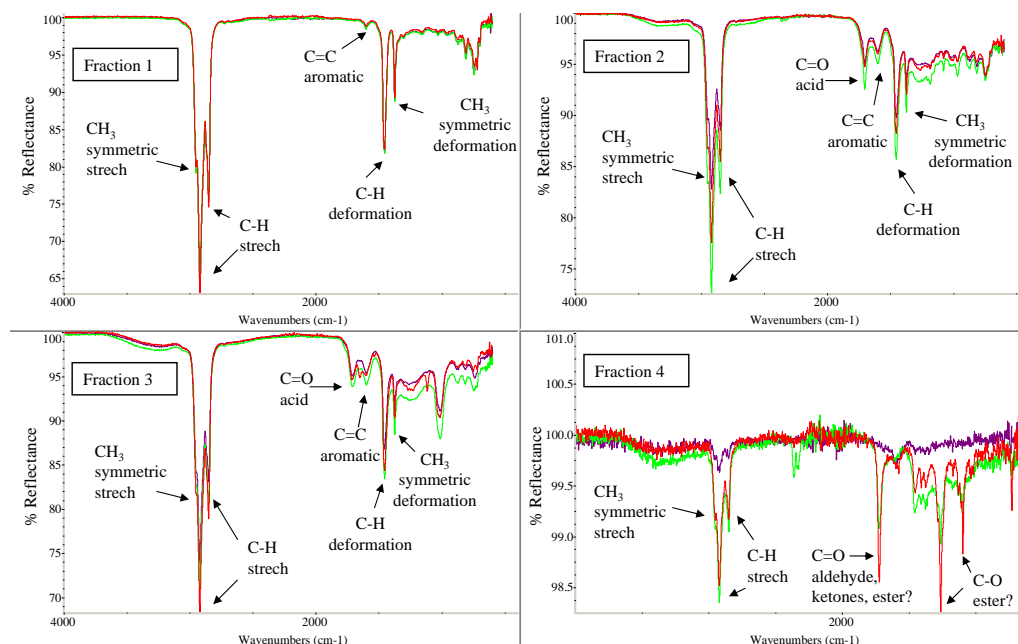 % Reflectance
100
95
90
85
80
75
70
65
Fraction 1
CH3
symmetric
strech
C-H
strech
C=C
aromatic
CH3
symmetric
deformation
C-H
deformation
4000
2000
Wavenumbers (cm-1)
% Reflectance
100
95
90
85
80
75
Fraction 2
CH3
symmetric
strech
C-H
strech
C=O
acid
C=C
aromatic
CH3
symmetric
deformation
C-H
deformation
4000
2000
Wavenumbers (cm-1)
% Reflectance
100
95
90
85
80
75
70
Fraction 3
CH3
symmetric
strech
C-H
strech
C=O
acid
C=C
aromatic
CH3
symmetric
deformation
C-H
deformation
4000
2000
Wavenumbers (cm-1)
% Reflectance
101.0
100.5
100.0
99.5
99.0
98.5
Fraction 4
CH3
symmetric
strech
C-H
strech
C=O
aldehyde,
ketones, ester?
C-O
ester?
4000
2000
Wavenumbers (cm-1)